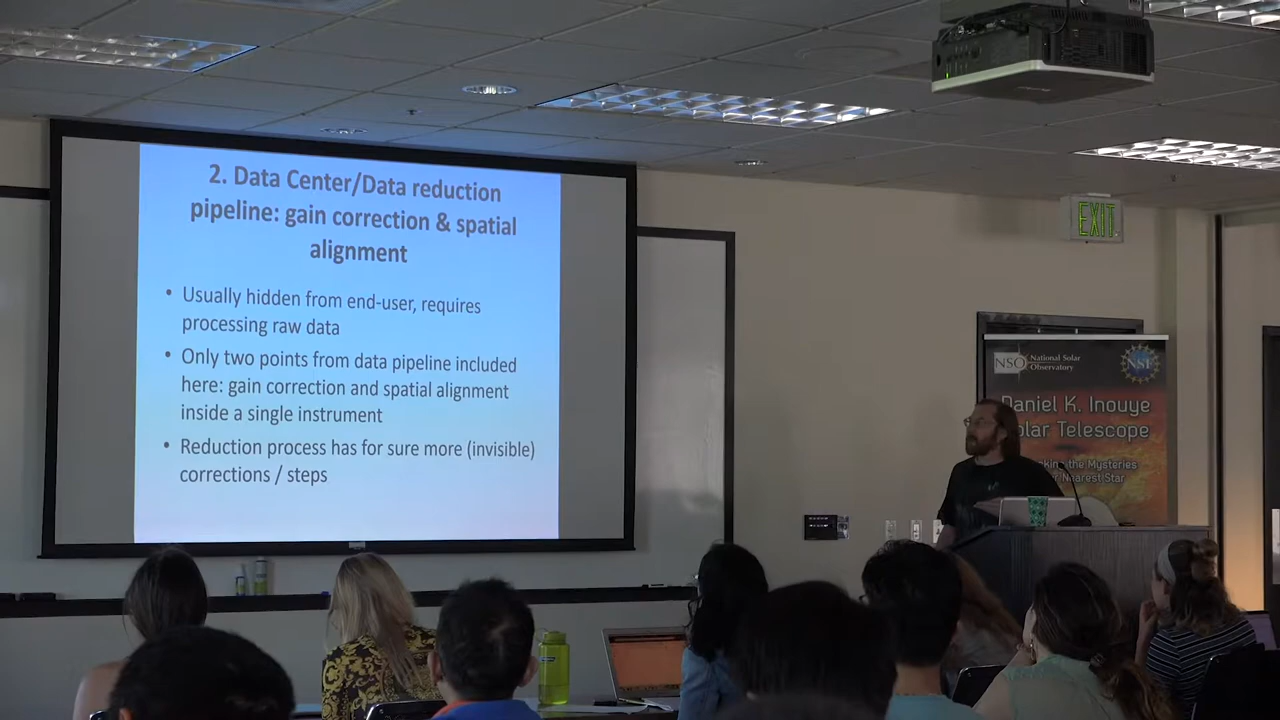 2. Data Center/Data reduction
pipeline: gain correction & spatial
alignment
• Usually hidden from end-user, requires
processing raw data
• Only two points from data pipeline included
here: gain correction and spatial alignment
inside a single instrument
• Reduction process has for sure more (invisible)
corrections / steps
EXIT
NSO National Solar
Observatory
NSF
Daniel K. Inouye
Solar Telescope
the Mysteries
Nearest Star